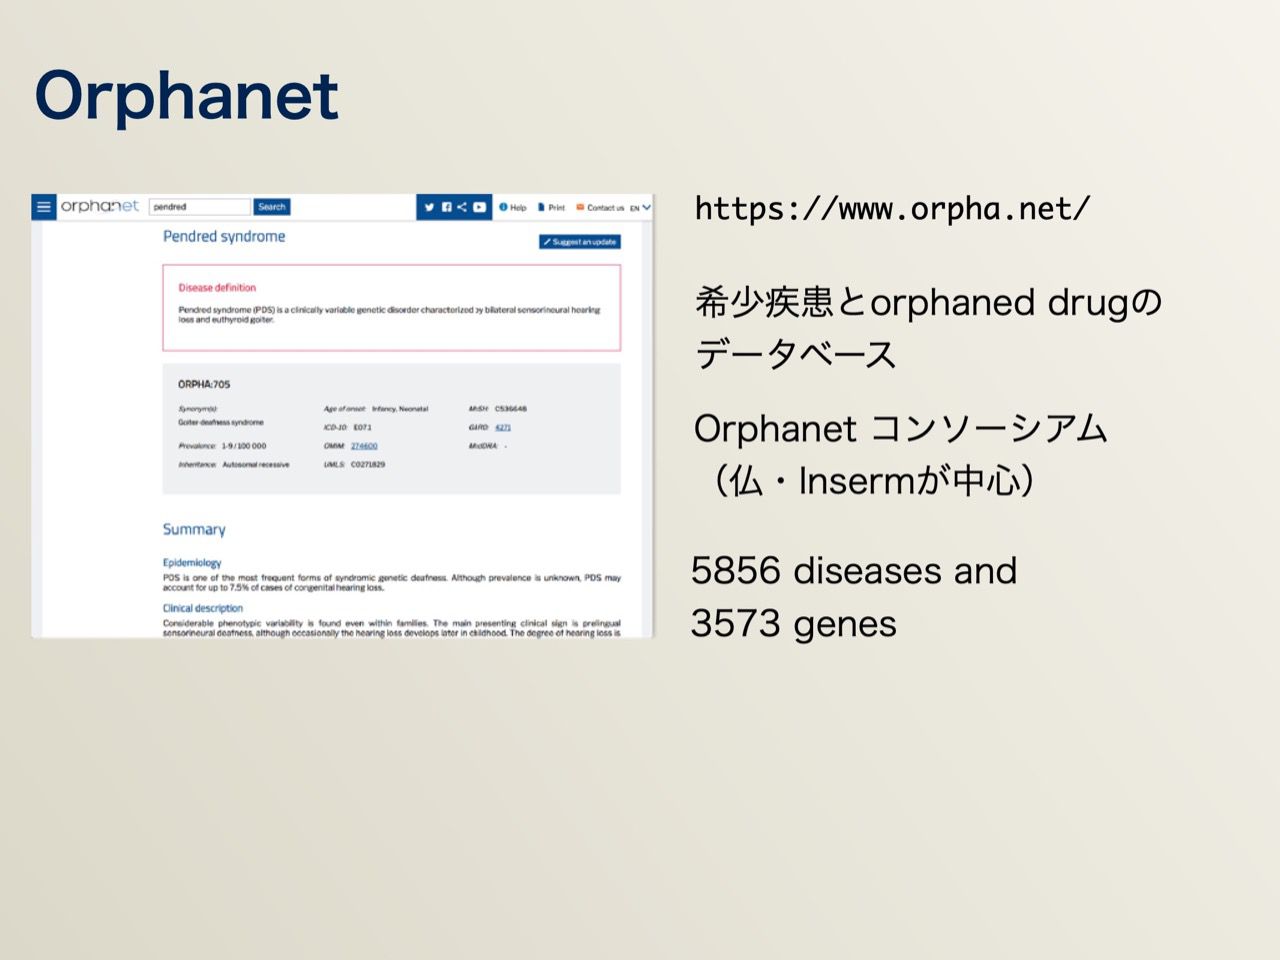 Orphanet
orphanet pendred Search Help Print Contact us EN
Pendred syndrome
Suggest an update
Disease definition
Pendred syndrome (PDS) is a clinically variable genetic disorder characterized by bilateral sensorineural hearing
loss and euthyroid goiter.
ORPHA:705
Synonym(s):
Goiter-deafness syndrome
Prevalence: 1-9 / 100 000
Inheritance: Autosomal recessive
Age of onset: Infancy, Neonatal
ICD-10: E07.1
OMIM: 274600
UMLS: C0271829
MeSH: C536648
GARD: 4271
MedDRA: -
Summary
Epidemiology
PDS is one of the most frequent forms of syndromic genetic deafness. Although prevalence is unknown, PDS may
account for up to 7.5% of cases of congenital hearing loss.
Clinical description
Considerable phenotypic variability is found even within families. The main presenting clinical sign is prelingual
sensorineural deafness, although occasionally the hearing loss develops later in childhood. The degree of hearing loss is
https://www.orpha.net/
希少疾患とorphaned drugの
データベース
Orphanet コンソーシアム
（仏・Insermが中心）
5856 diseases and
3573 genes